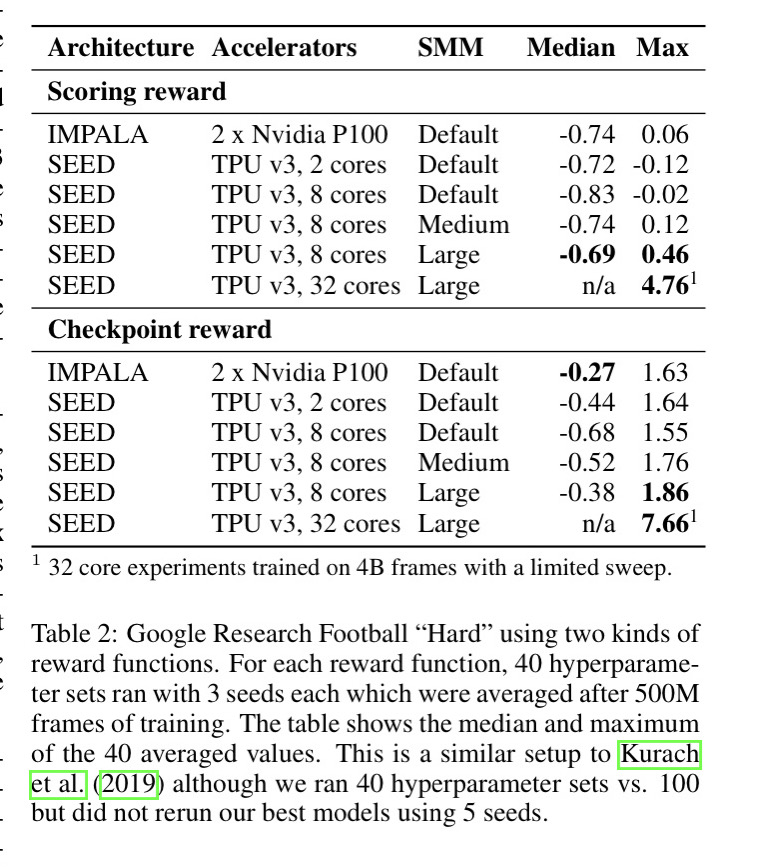 Architecture Accelerators SMM Median Max
Scoring reward
IMPALA 2 x Nvidia P100 Default -0.74 0.06
SEED TPU v3, 2 cores Default -0.72 -0.12
SEED TPU v3, 8 cores Default -0.83 -0.02
SEED TPU v3, 8 cores Medium -0.74 0.12
SEED TPU v3, 8 cores Large -0.69 0.46
SEED TPU v3, 32 cores Large n/a 4.76¹
Checkpoint reward
IMPALA 2 x Nvidia P100 Default -0.27 1.63
SEED TPU v3, 2 cores Default -0.44 1.64
SEED TPU v3, 8 cores Default -0.68 1.55
SEED TPU v3, 8 cores Medium -0.52 1.76
SEED TPU v3, 8 cores Large -0.38 1.86
SEED TPU v3, 32 cores Large n/a 7.66¹
¹ 32 core experiments trained on 4B frames with a limited sweep.
Table 2: Google Research Football “Hard” using two kinds of
reward functions. For each reward function, 40 hyperparame-
ter sets ran with 3 seeds each which were averaged after 500M
frames of training. The table shows the median and maximum
of the 40 averaged values. This is a similar setup to Kurach
et al. (2019) although we ran 40 hyperparameter sets vs. 100
but did not rerun our best models using 5 seeds.